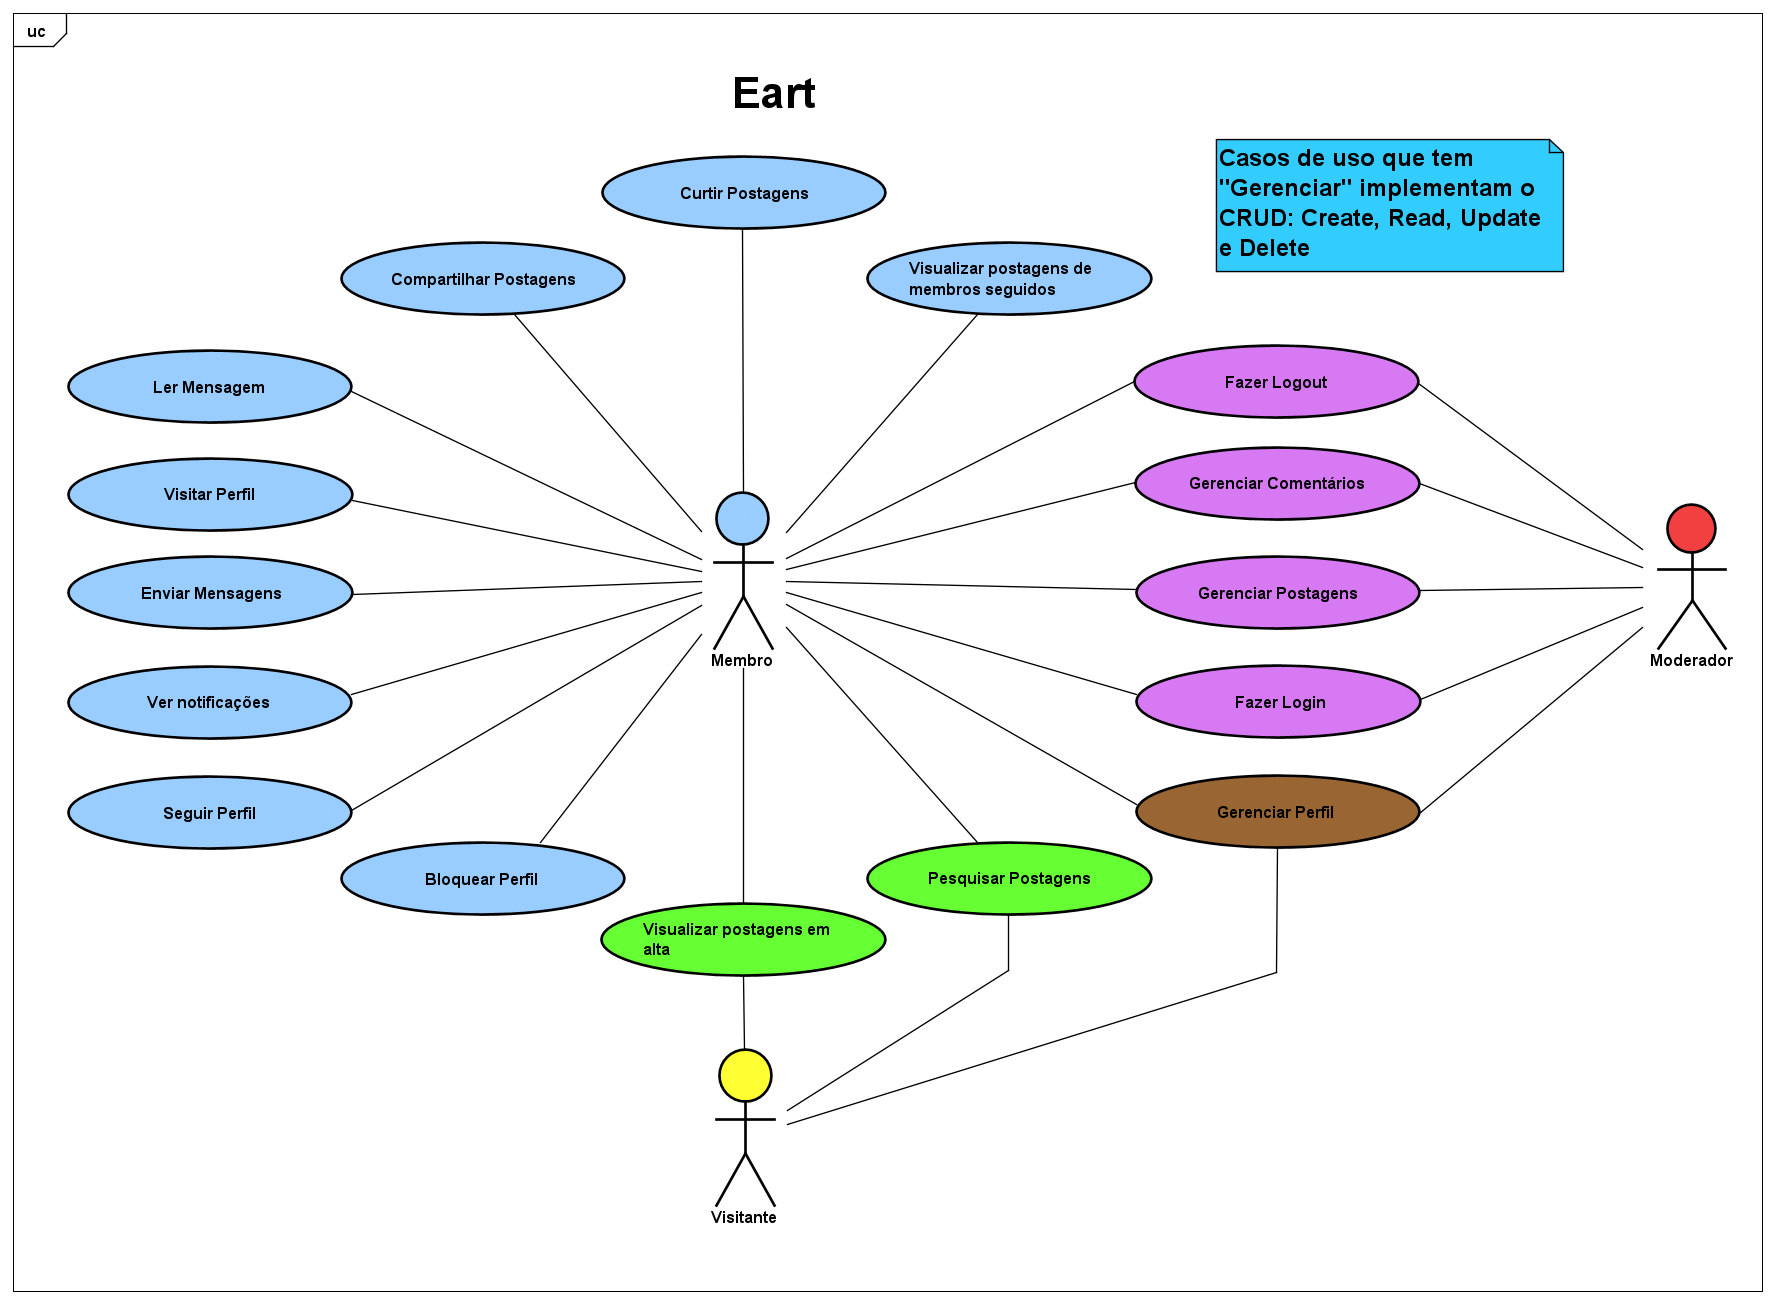 uc
Eart
Casos de uso que tem
"Gerenciar" implementam o
CRUD: Create, Read, Update
e Delete
Curtir Postagens
Compartilhar Postagens
Visualizar postagens de
membros seguidos
Ler Mensagem
Fazer Logout
Visitar Perfil
Gerenciar Comentários
Enviar Mensagens
Gerenciar Postagens
Membro
Moderador
Ver notificações
Fazer Login
Seguir Perfil
Gerenciar Perfil
Bloquear Perfil
Pesquisar Postagens
Visualizar postagens em
alta
Visitante